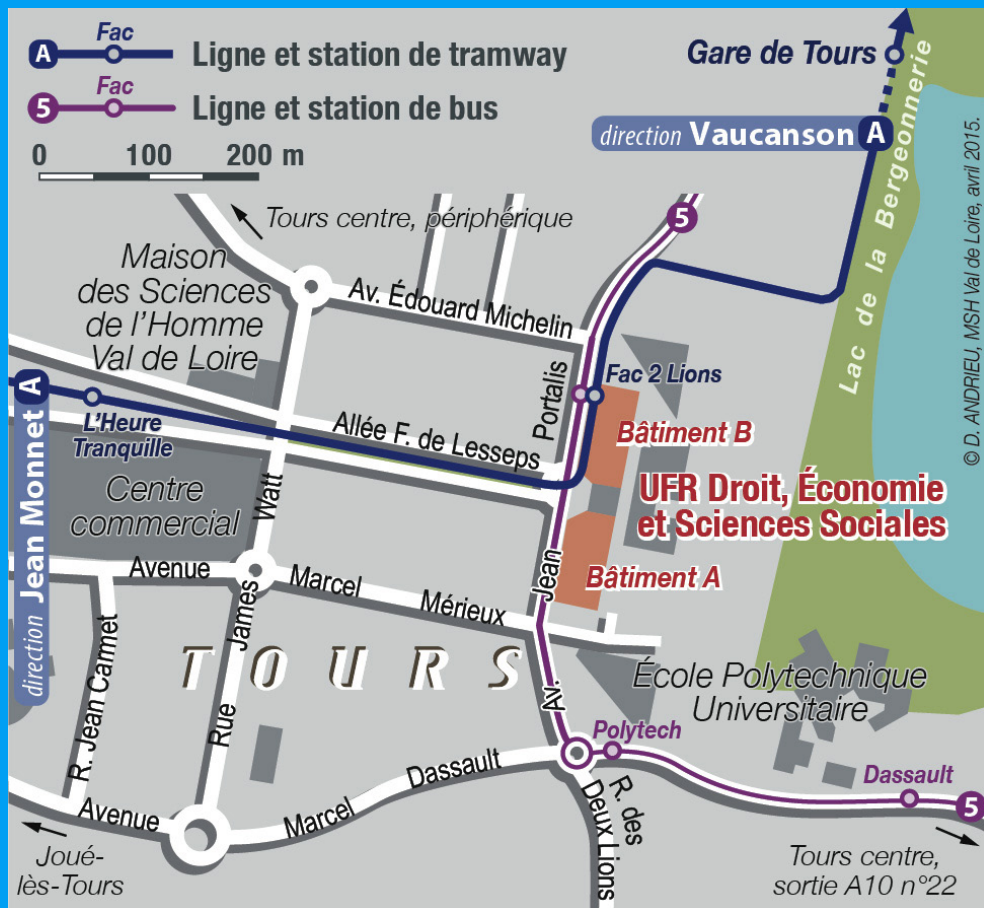 Fac
A
Ligne et station de tramway
Fac
5
Ligne et station de bus
0 100 200 m
Gare de Tours
direction Vaucanson A
Lac de la Bergeonnerie
© D. ANDRIEU, MSH Val de Loire, avril 2015.
Tours centre, périphérique
5
Maison
des Sciences
de l'Homme
Val de Loire
Av. Édouard Michelin
Portalis
Fac 2 Lions
direction Jean Monnet A
L'Heure
Tranquille
Allée F. de Lesseps
Bâtiment B
Centre
commercial
Watt
UFR Droit, Économie
et Sciences Sociales
Avenue
Marcel
Mérieux
Jean
Bâtiment A
R. Jean Carmet
James
Rue
TOURS
Av.
École Polytechnique
Universitaire
Polytech
Dassault
Avenue
Marcel
Dassault
R. des
Deux Lions
5
Joué-
lès-Tours
Tours centre,
sortie A10 n°22